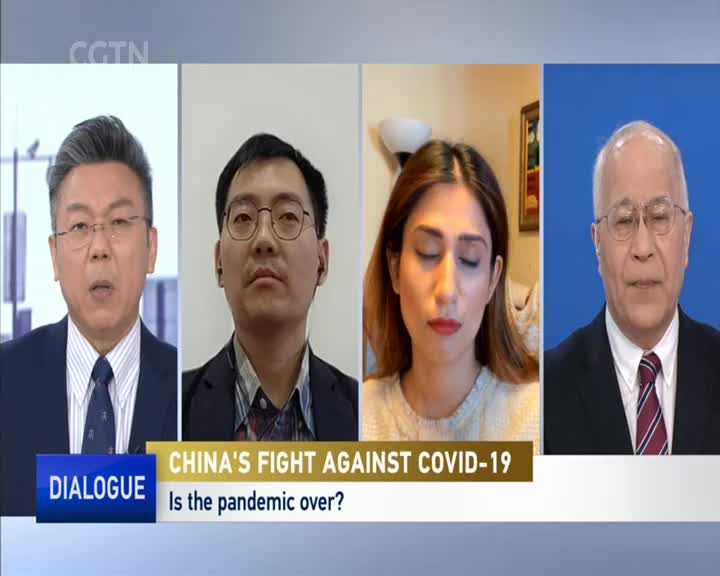 CGTN
CHINA'S FIGHT AGAINST COVID-19
DIALOGUE
Is the pandemic over?